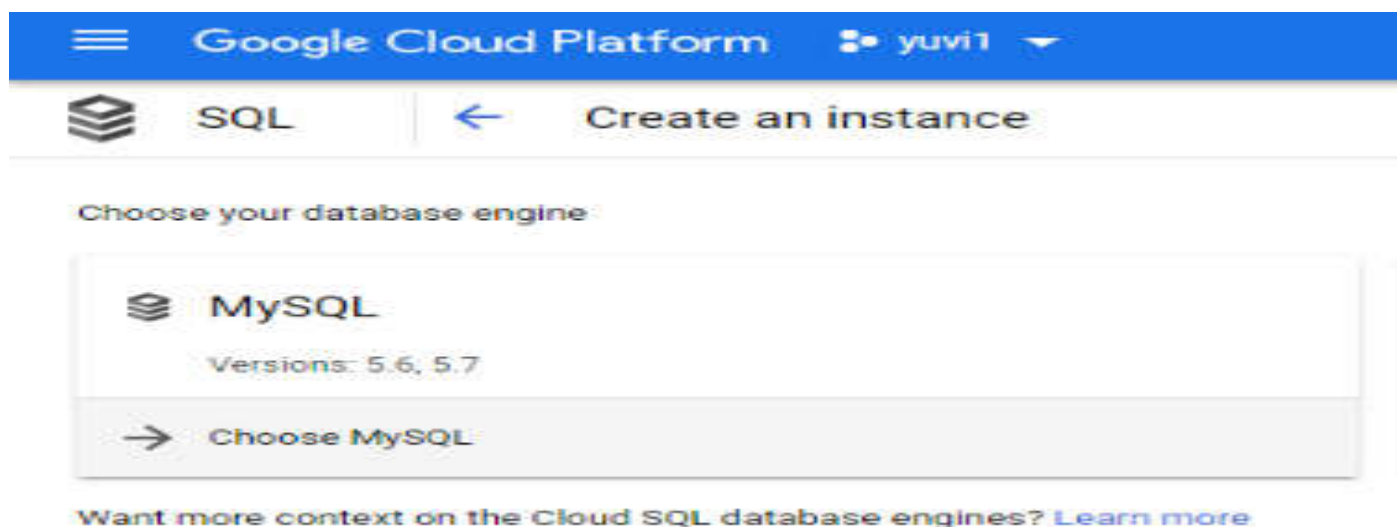 Google Cloud Platform yuvi1
SQL Create an instance
Choose your database engine
MySQL
Versions: 5.6, 5.7
Choose MySQL
Want more context on the Cloud SQL database engines? Learn more